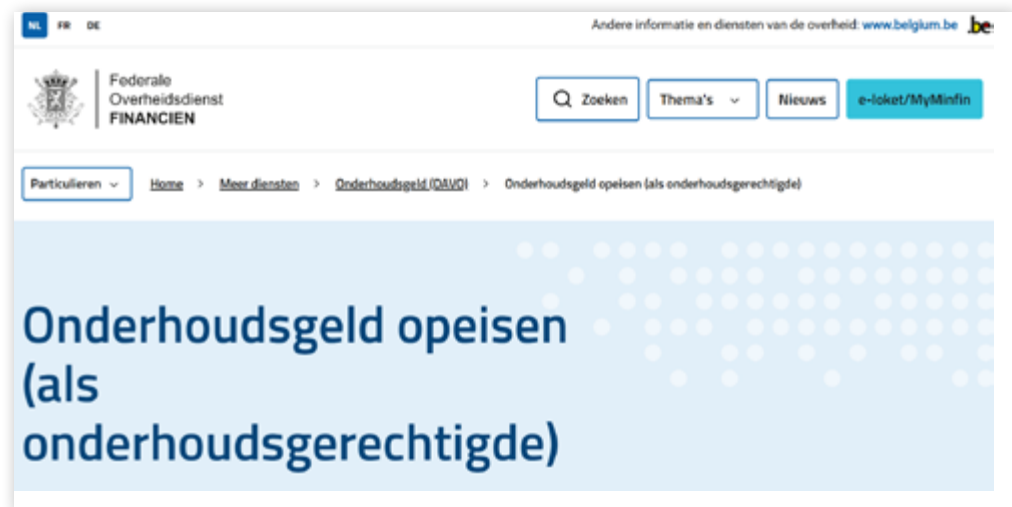 NL FR DE
Andere informatie en diensten van de overheid: www.belgium.be .be
Federale
Overheidsdienst
FINANCIEN
Zoeken
Thema's
Nieuws
e-loket/MyMinfin
Particulieren
Home > Meer diensten > Onderhoudsgeld (DAVO) > Onderhoudsgeld opeisen (als onderhoudsgerechtigde)
Onderhoudsgeld opeisen
(als
onderhoudsgerechtigde)